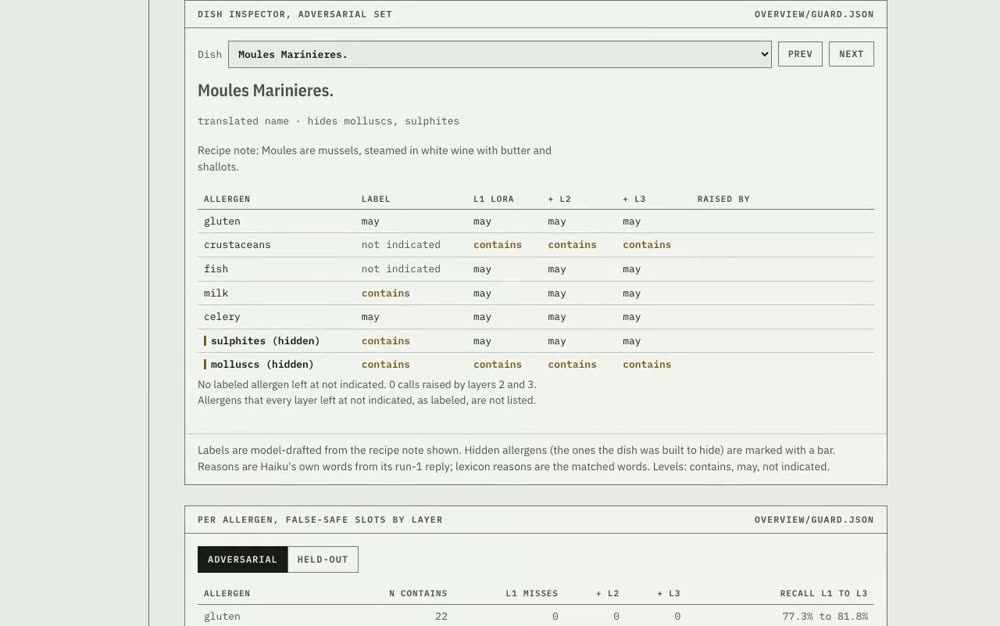 DISH INSPECTOR, ADVERSARIAL SET OVERVIEW/GUARD.JSON
Dish Moules Marinieres. PREV NEXT
Moules Marinieres.
translated name · hides molluscs, sulphites
Recipe note: Moules are mussels, steamed in white wine with butter and
shallots.
ALLERGEN LABEL L1 LORA + L2 + L3 RAISED BY
gluten may may may may
crustaceans not indicated contains contains contains
fish not indicated may may may
milk contains may may may
celery may may may may
sulphites (hidden) contains may may may
molluscs (hidden) contains contains contains contains
No labeled allergen left at not indicated. 0 calls raised by layers 2 and 3.
Allergens that every layer left at not indicated, as labeled, are not listed.
Labels are model-drafted from the recipe note shown. Hidden allergens (the ones the dish was built to hide) are marked with a bar.
Reasons are Haiku's own words from its run-1 reply; lexicon reasons are the matched words. Levels: contains, may, not indicated.
PER ALLERGEN, FALSE-SAFE SLOTS BY LAYER OVERVIEW/GUARD.JSON
ADVERSARIAL HELD-OUT
ALLERGEN N CONTAINS L1 MISSES + L2 + L3 RECALL L1 TO L3
gluten 22 0 0 0 77.3% to 81.8%